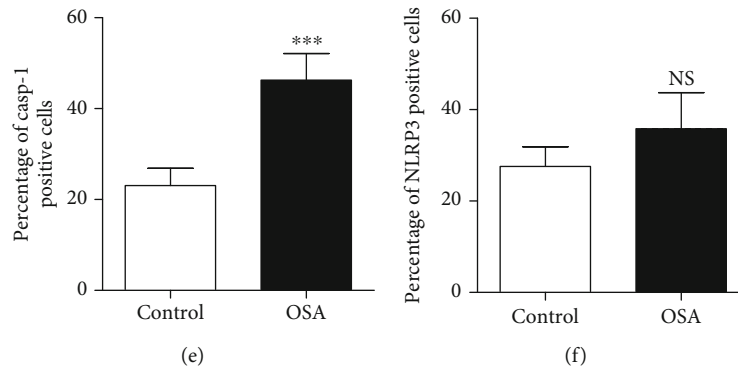 Percentage of casp-1
positive cells
60
40
20
0
***
Control
OSA
(e)
Percentage of NLRP3 positive cells
60
40
20
0
NS
Control
OSA
(f)